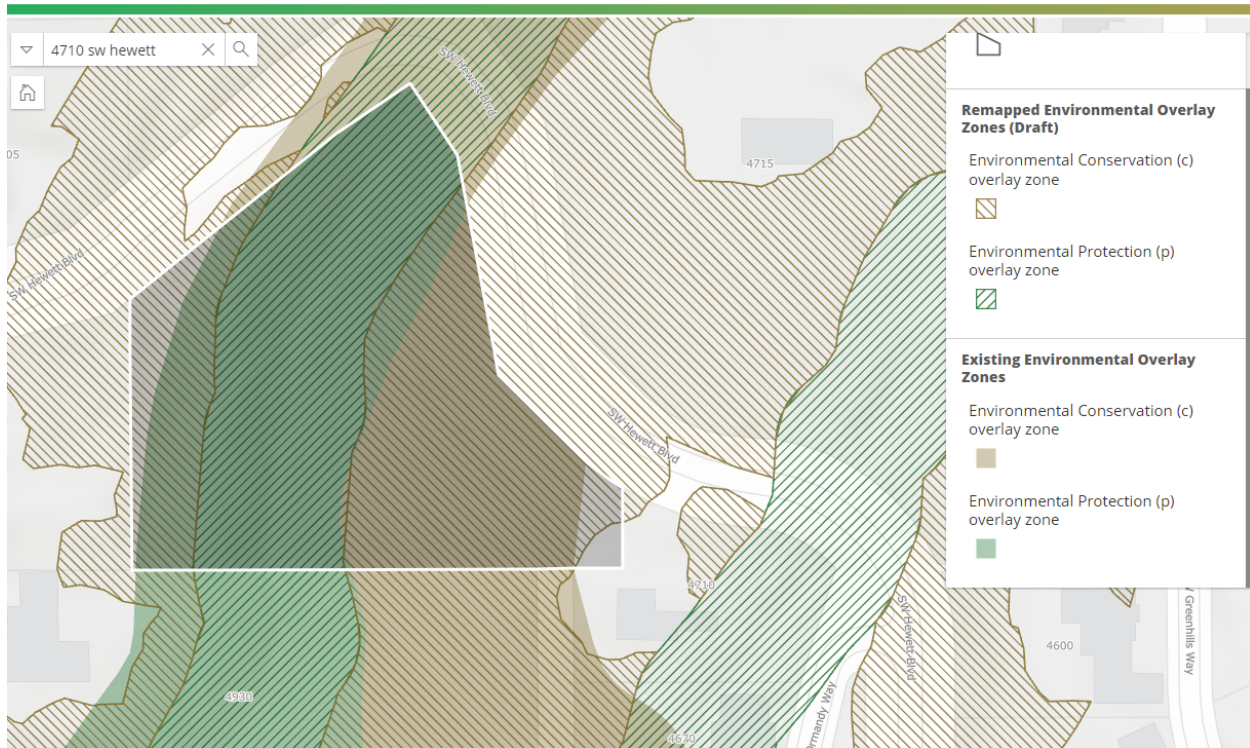 4710 sw hewett
SW Hewett Blvd
05
4715
SW Hewett Blvd
SW Hewett Blvd
4710
SW Hewett Blvd
4930
4670
4600
W Greenhills Way
ormandy Way
Remapped Environmental Overlay
Zones (Draft)
Environmental Conservation (c)
overlay zone
Environmental Protection (p)
overlay zone
Existing Environmental Overlay
Zones
Environmental Conservation (c)
overlay zone
Environmental Protection (p)
overlay zone